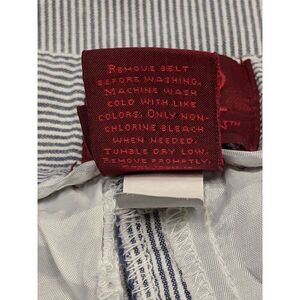 REMOVE BELT
BEFORE WASHING.
MACHINE WASH
COLD WITH LIKE
COLORS; ONLY NON-
CHLORINE BLEACH
WHEN NEEDED.
TUMBLE DRY LOW.
REMOVE PROMPTLY.